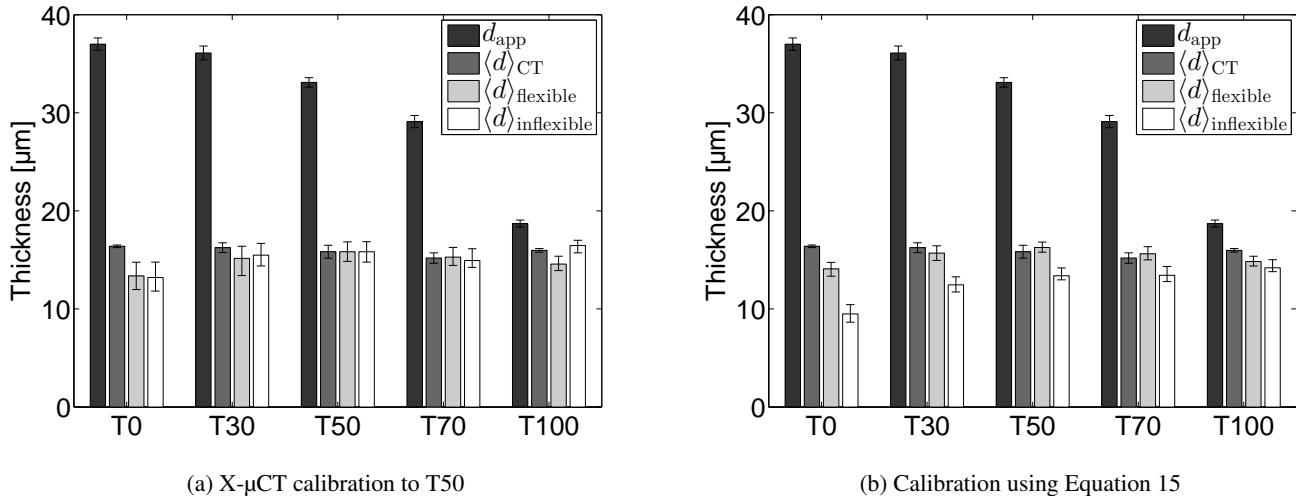 40
30
20
10
0
Thickness [µm]
d_app
⟨d⟩_CT
⟨d⟩_flexible
⟨d⟩_inflexible
T0 T30 T50 T70 T100
(a) X-µCT calibration to T50
40
30
20
10
0
Thickness [µm]
d_app
⟨d⟩_CT
⟨d⟩_flexible
⟨d⟩_inflexible
T0 T30 T50 T70 T100
(b) Calibration using Equation 15